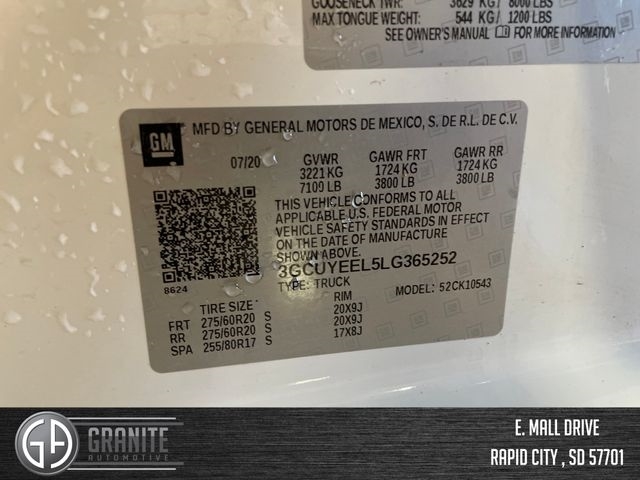 GOOSENECK TWR: 3629 KG/ 8000 LBS
MAX TONGUE WEIGHT: 544 KG/ 1200 LBS
SEE OWNER'S MANUAL FOR MORE INFORMATION
GM
MFD BY GENERAL MOTORS DE MEXICO, S. DE R.L. DE C.V.
07/20 GVWR GAWR FRT GAWR RR
3221 KG 1724 KG 1724 KG
7100 LB 3800 LB 3800 LB
THIS VEHICLE CONFORMS TO ALL
APPLICABLE U.S. FEDERAL MOTOR
VEHICLE SAFETY STANDARDS IN
EFFECT ON THE DATE OF MANUFACTURE
SHOWN ABOVE.
3GCUYEEL5LG365252
8624
TYPE: TRUCK MODEL: 52CK10543
TIRE SIZE RIM
FRT 275/60R20 S 20X9J
RR 275/60R20 S 20X9J
SPA 255/80R17 S 17X8J
GA GRANITE
AUTOMOTIVE
E. MALL DRIVE
RAPID CITY , SD 57701